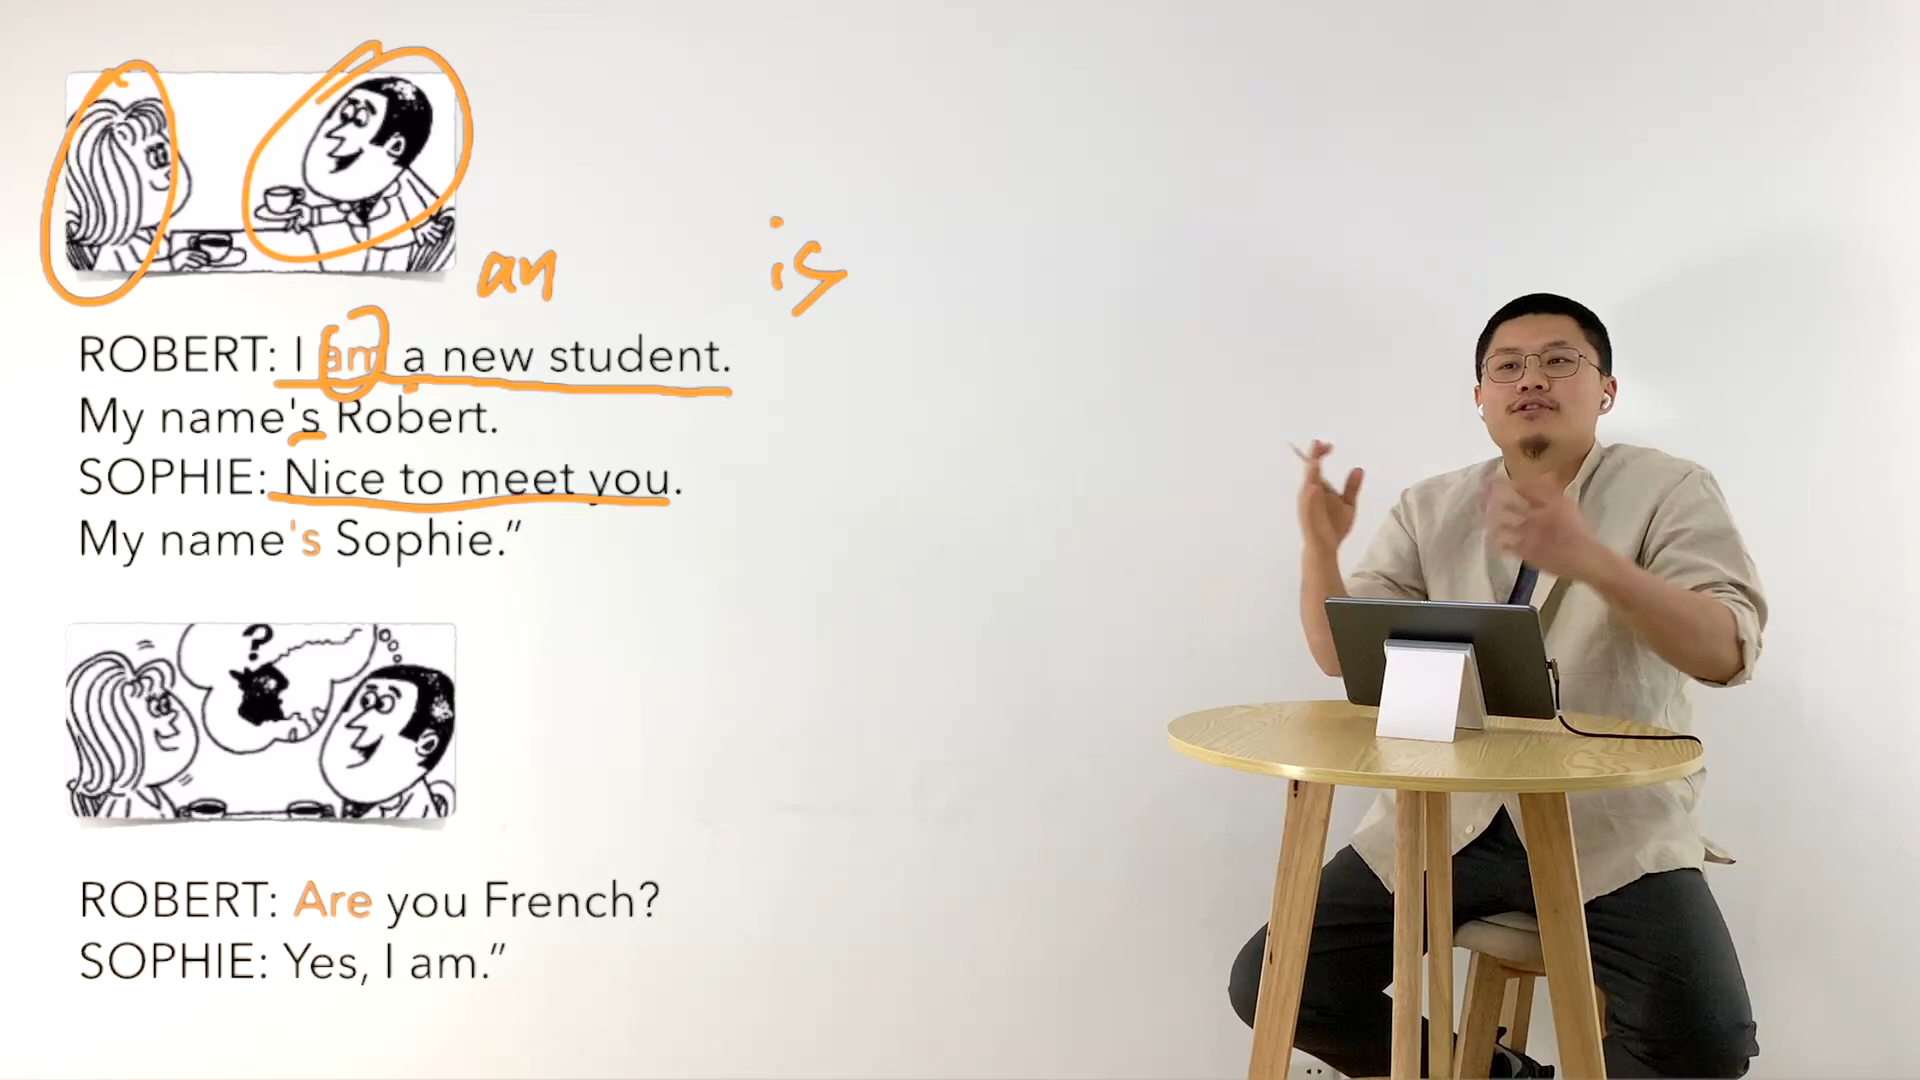 ?
an is
ROBERT: I am a new student.
My name's Robert.
SOPHIE: Nice to meet you.
My name's Sophie.”
?
ROBERT: Are you French?
SOPHIE: Yes, I am.”